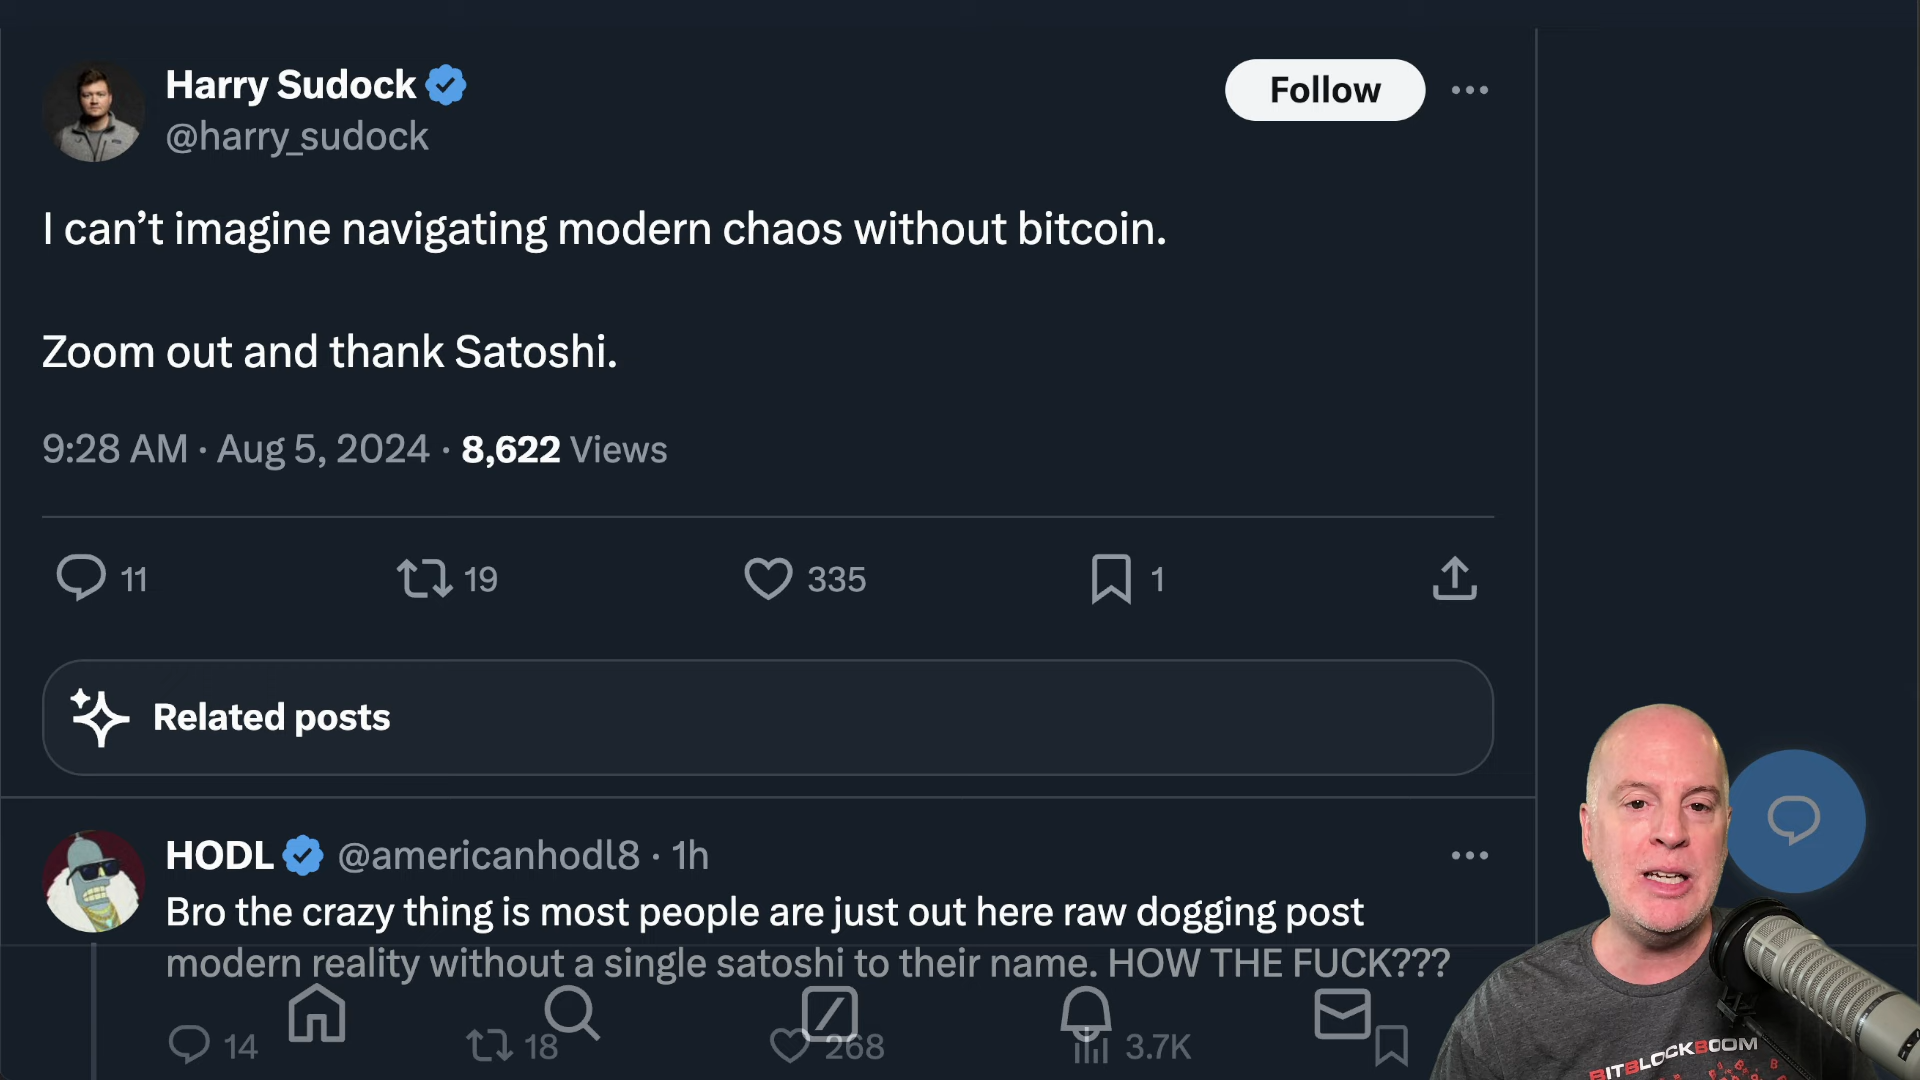 Harry Sudock
@harry_sudock
Follow
I can’t imagine navigating modern chaos without bitcoin.
Zoom out and thank Satoshi.
9:28 AM · Aug 5, 2024 · 8,622 Views
11 19 335 1
Related posts
HODL @americanhodl8 · 1h
Bro the crazy thing is most people are just out here raw dogging post
modern reality without a single satoshi to their name. HOW THE FUCK???
14 18 268 3.7K
BITBLOCKBOOM